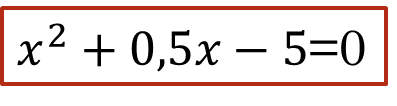 x² + 0,5x − 5=0